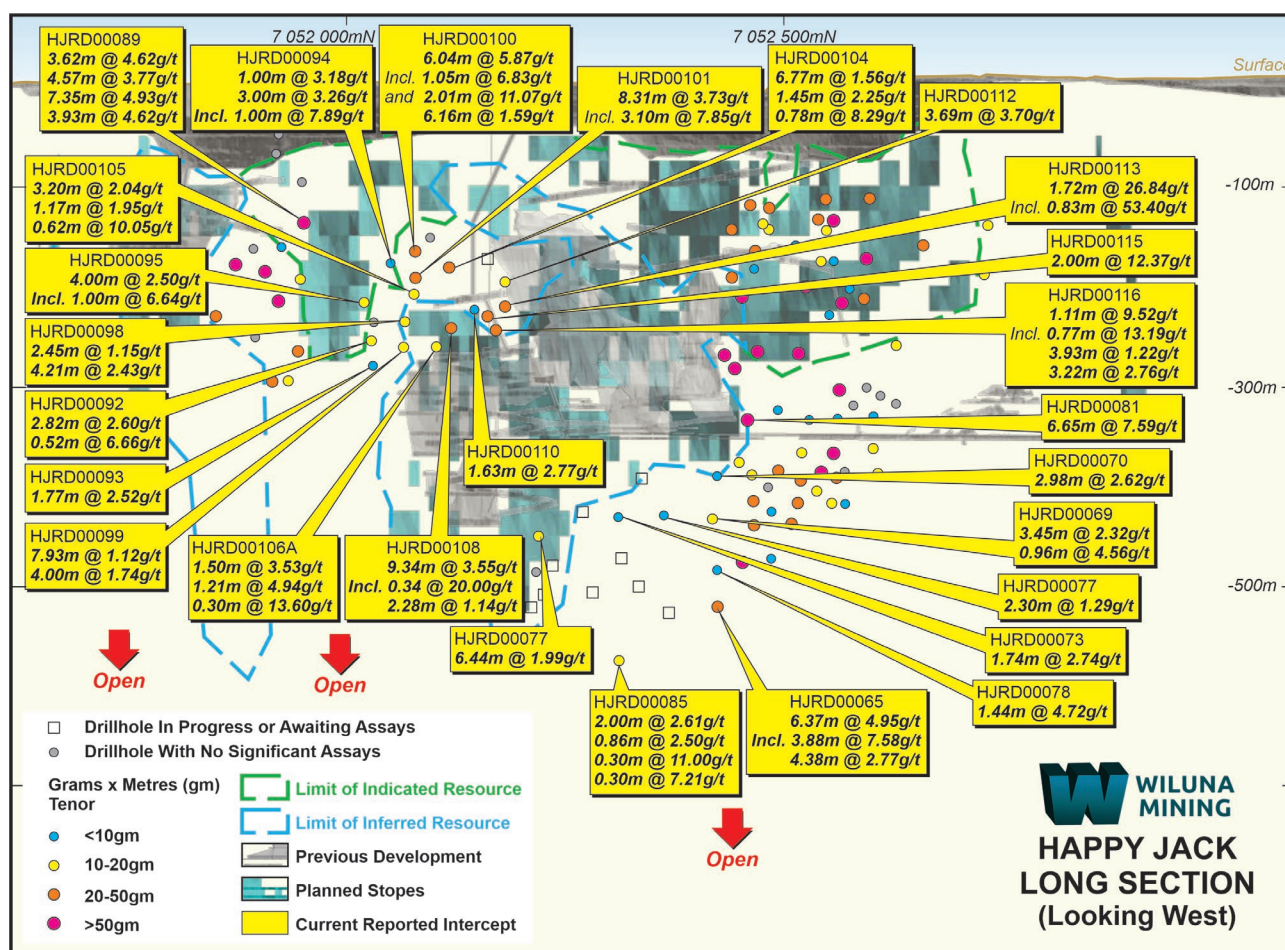 7 052 000mN
7 052 500mN
Surface
-100m
-300m
-500m
HJRD00089
3.62m @ 4.62g/t
4.57m @ 3.77g/t
7.35m @ 4.93g/t
3.93m @ 4.62g/t
HJRD00094
1.00m @ 3.18g/t
3.00m @ 3.26g/t
Incl. 1.00m @ 7.89g/t
HJRD00100
6.04m @ 5.87g/t
Incl. 1.05m @ 6.83g/t
and 2.01m @ 11.07g/t
6.16m @ 1.59g/t
HJRD00101
8.31m @ 3.73g/t
Incl. 3.10m @ 7.85g/t
HJRD00104
6.77m @ 1.56g/t
1.45m @ 2.25g/t
0.78m @ 8.29g/t
HJRD00112
3.69m @ 3.70g/t
HJRD00105
3.20m @ 2.04g/t
1.17m @ 1.95g/t
0.62m @ 10.05g/t
HJRD00113
1.72m @ 26.84g/t
Incl. 0.83m @ 53.40g/t
HJRD00095
4.00m @ 2.50g/t
Incl. 1.00m @ 6.64g/t
HJRD00115
2.00m @ 12.37g/t
HJRD00098
2.45m @ 1.15g/t
4.21m @ 2.43g/t
HJRD00116
1.11m @ 9.52g/t
Incl. 0.77m @ 13.19g/t
3.93m @ 1.22g/t
3.22m @ 2.76g/t
HJRD00092
2.82m @ 2.60g/t
0.52m @ 6.66g/t
HJRD00081
6.65m @ 7.59g/t
HJRD00110
1.63m @ 2.77g/t
HJRD00070
2.98m @ 2.62g/t
HJRD00093
1.77m @ 2.52g/t
HJRD00069
3.45m @ 2.32g/t
0.96m @ 4.56g/t
HJRD00099
7.93m @ 1.12g/t
4.00m @ 1.74g/t
HJRD00106A
1.50m @ 3.53g/t
1.21m @ 4.94g/t
0.30m @ 13.60g/t
HJRD00108
9.34m @ 3.55g/t
Incl. 0.34 @ 20.00g/t
2.28m @ 1.14g/t
HJRD00077
2.30m @ 1.29g/t
HJRD00077
6.44m @ 1.99g/t
HJRD00073
1.74m @ 2.74g/t
HJRD00078
1.44m @ 4.72g/t
HJRD00085
2.00m @ 2.61g/t
0.86m @ 2.50g/t
0.30m @ 11.00g/t
0.30m @ 7.21g/t
HJRD00065
6.37m @ 4.95g/t
Incl. 3.88m @ 7.58g/t
4.38m @ 2.77g/t
Open
Open
Open
Drillhole In Progress or Awaiting Assays
Drillhole With No Significant Assays
Grams x Metres (gm)
Tenor
<10gm
10-20gm
20-50gm
>50gm
Limit of Indicated Resource
Limit of Inferred Resource
Previous Development
Planned Stopes
Current Reported Intercept
WILUNA
MINING
HAPPY JACK
LONG SECTION
(Looking West)